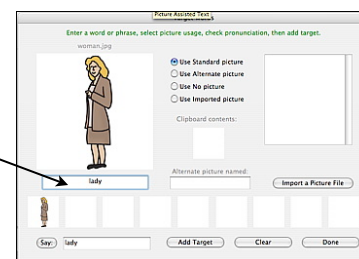 Picture Assisted Text
Enter a word or phrase, select picture usage, check pronunciation, then add target.
woman.jpg
Use Standard picture
Use Alternate picture
Use No picture
Use Imported picture
Clipboard contents:
Alternate picture named:
lady
Import a Picture File
Say:
lady
Add Target
Clear
Done